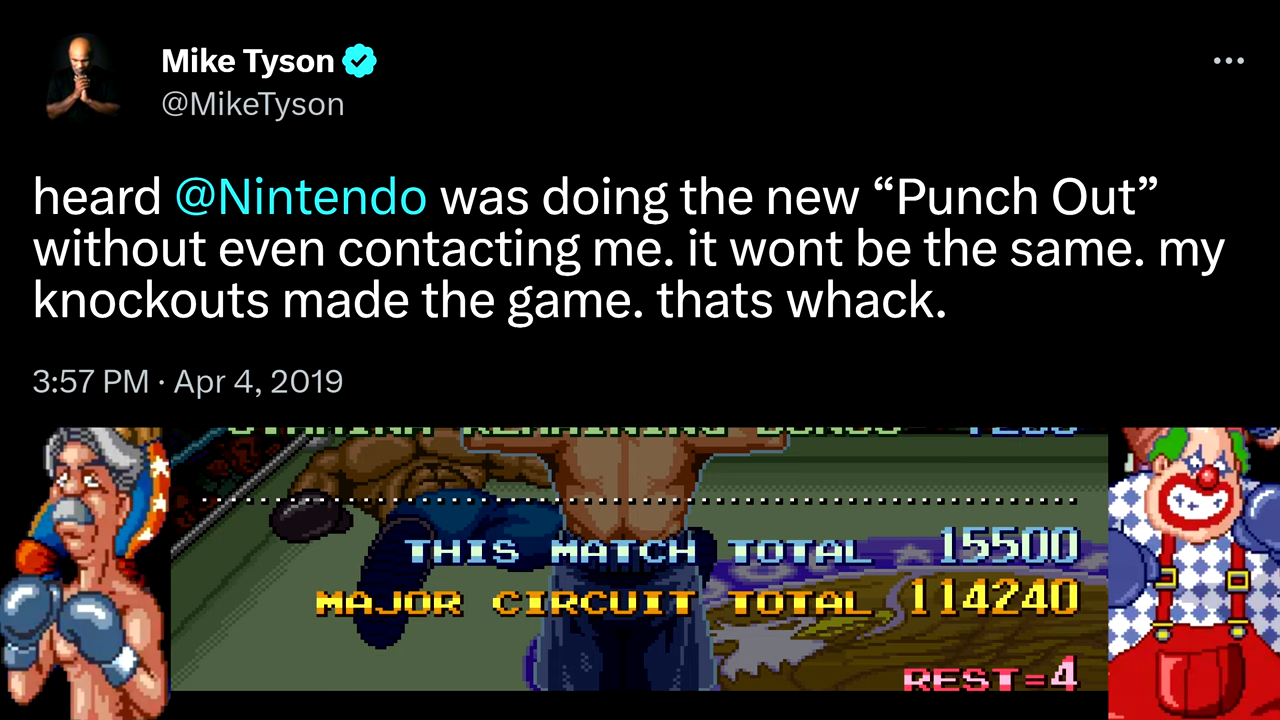 Mike Tyson
@MikeTyson
heard @Nintendo was doing the new “Punch Out”
without even contacting me. it wont be the same. my
knockouts made the game. thats whack.
3:57 PM · Apr 4, 2019
THIS MATCH TOTAL 15500
MAJOR CIRCUIT TOTAL 114240
REST=4